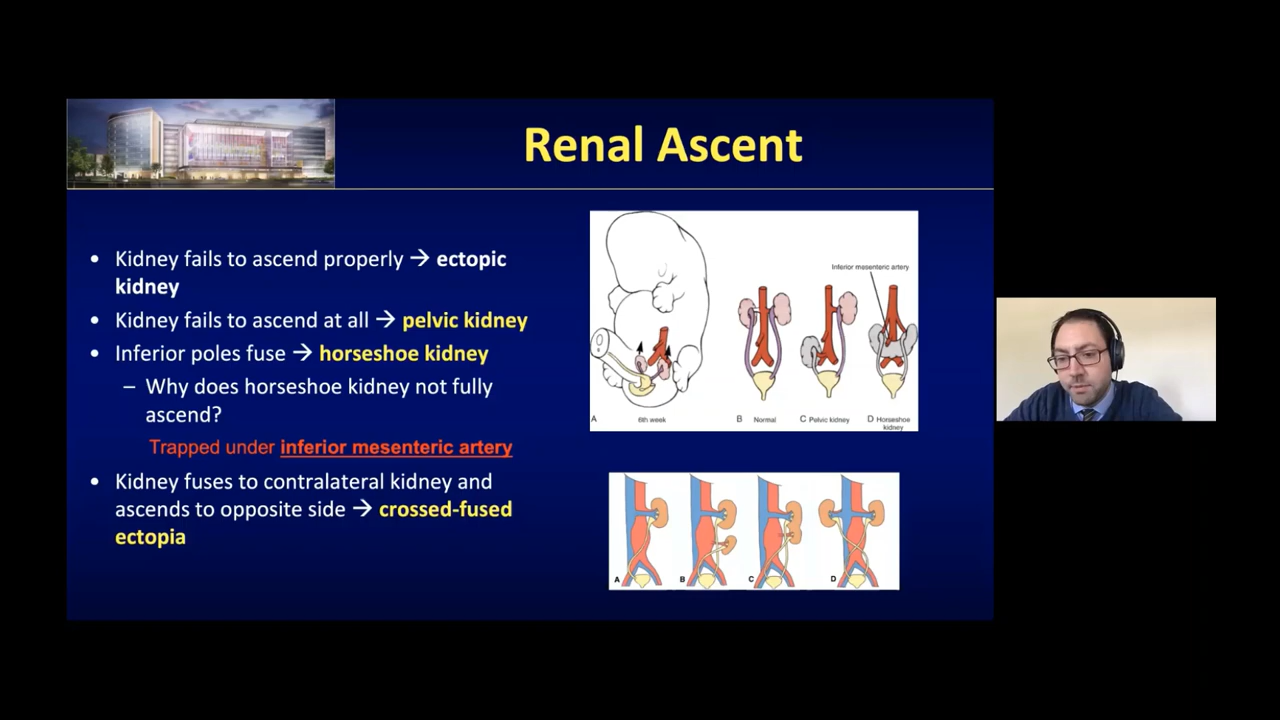 Renal Ascent
• Kidney fails to ascend properly → ectopic
kidney
• Kidney fails to ascend at all → pelvic kidney
• Inferior poles fuse → horseshoe kidney
– Why does horseshoe kidney not fully
ascend?
Trapped under inferior mesenteric artery
• Kidney fuses to contralateral kidney and
ascends to opposite side → crossed-fused
ectopia
Inferior mesenteric artery
A 6th week B Normal C Pelvic kidney D Horseshoe
kidney
A B C D